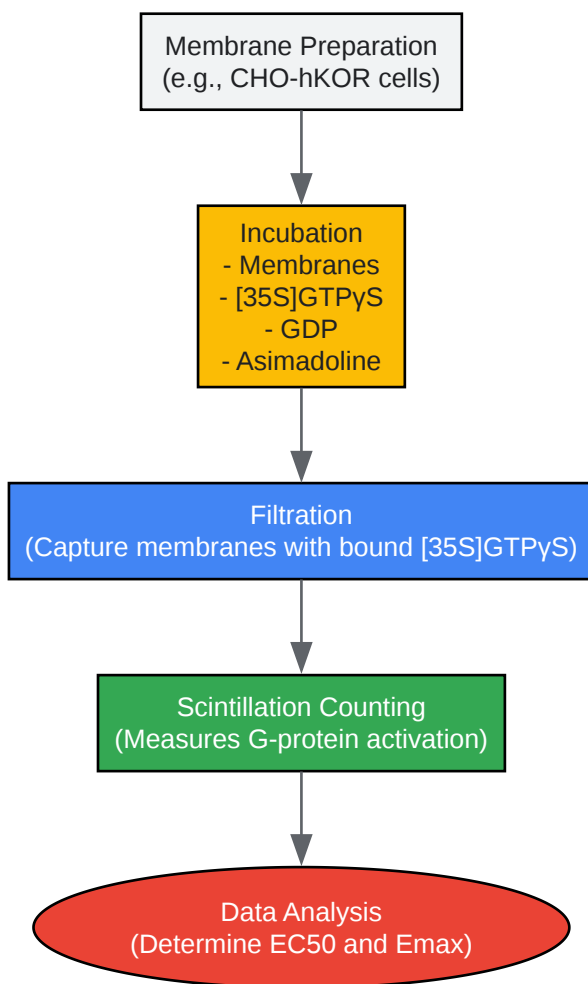 Membrane Preparation
(e.g., CHO-hKOR cells)
Incubation
- Membranes
- [35S]GTPγS
- GDP
- Asimadoline
Filtration
(Capture membranes with bound [35S]GTPγS)
Scintillation Counting
(Measures G-protein activation)
Data Analysis
(Determine EC50 and Emax)